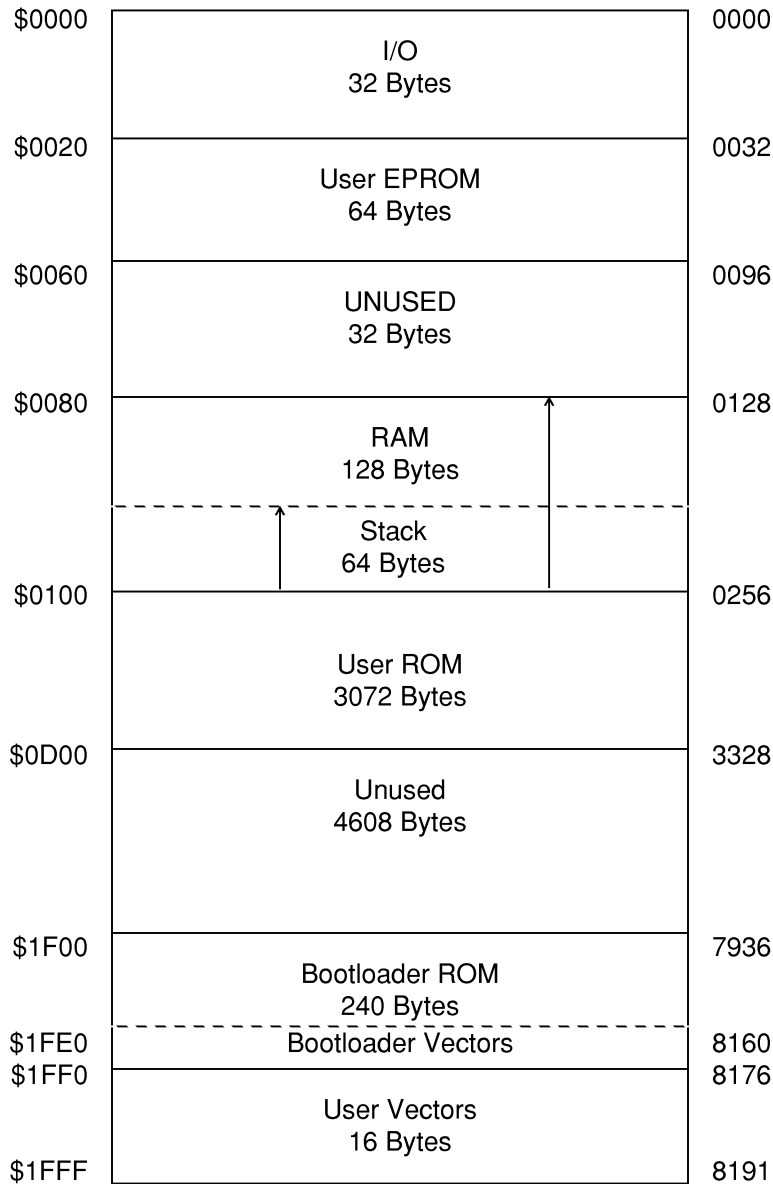 $0000 0000
I/O
32 Bytes
$0020 0032
User EPROM
64 Bytes
$0060 0096
UNUSED
32 Bytes
$0080 0128
RAM
128 Bytes
Stack
64 Bytes
$0100 0256
User ROM
3072 Bytes
$0D00 3328
Unused
4608 Bytes
$1F00 7936
Bootloader ROM
240 Bytes
$1FE0 Bootloader Vectors 8160
$1FF0 8176
User Vectors
16 Bytes
$1FFF 8191